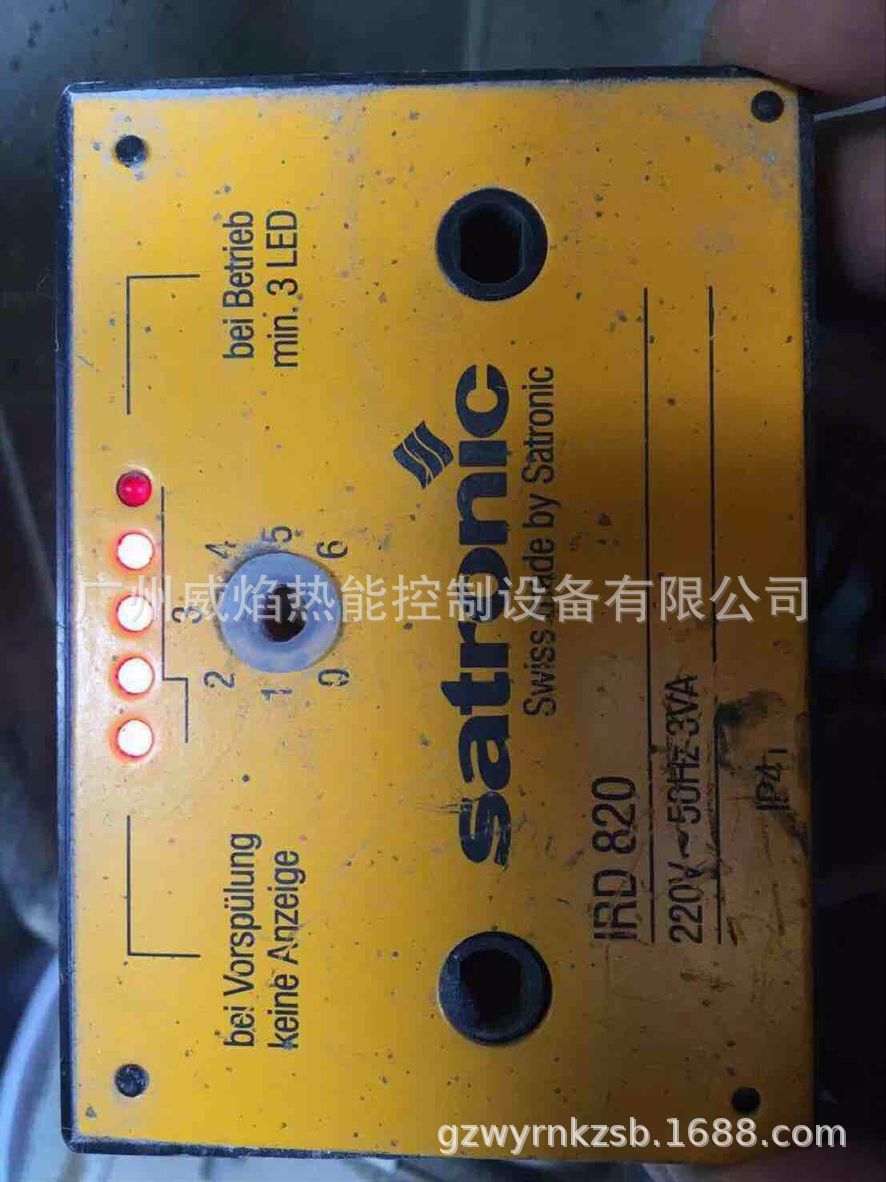 bei Vorspülung
keine Anzeige
bei Betrieb
min. 3 LED
0 1 2 3 4 5 6
satronic
Swiss made by Satronic
IRD 820
220V~50Hz 3VA
广州威焰热能控制设备有限公司
gzwyrnkzsb.1688.com